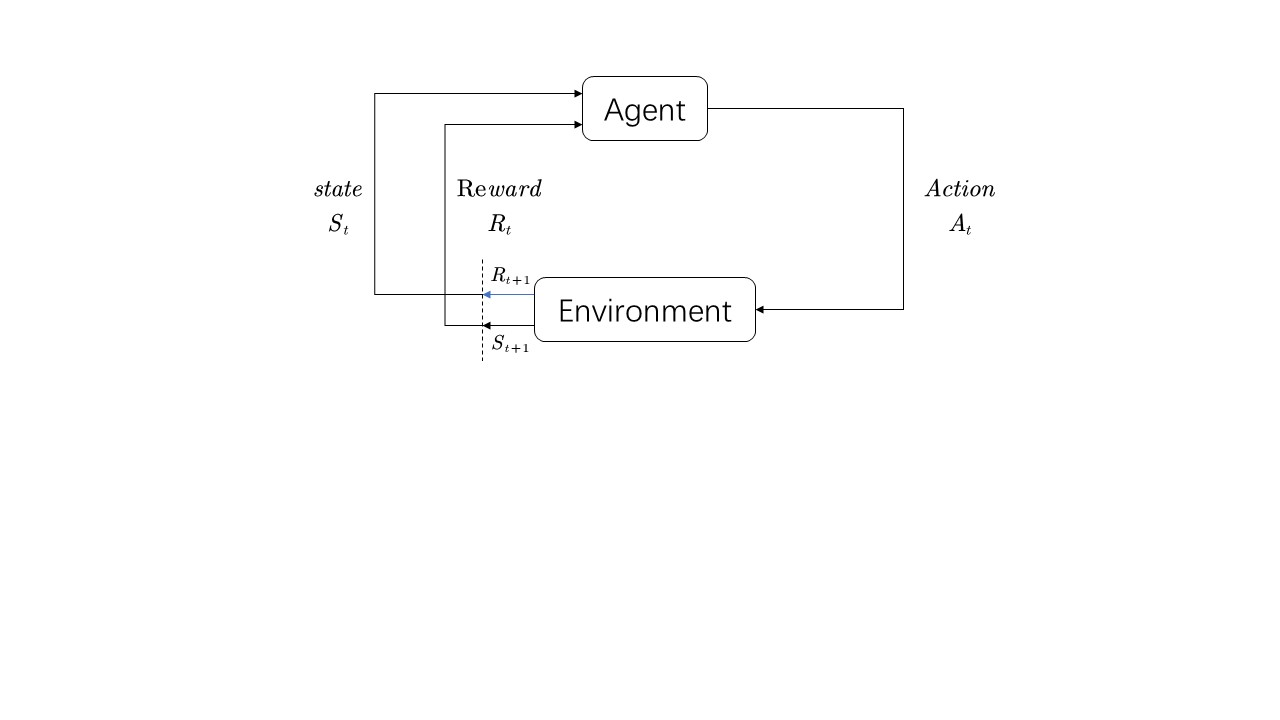 Agent
state
S_t
Reward
R_t
Action
A_t
R_{t+1}
Environment
S_{t+1}